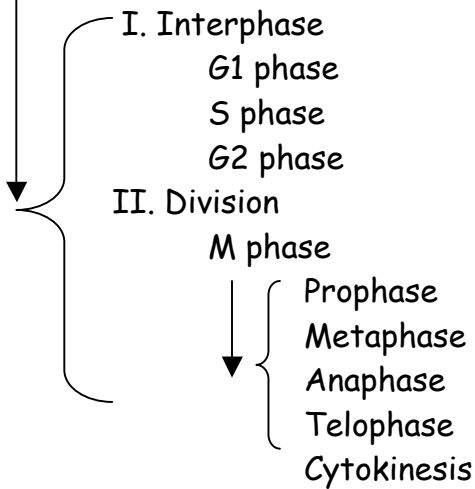 I. Interphase
G1 phase
S phase
G2 phase
II. Division
M phase
Prophase
Metaphase
Anaphase
Telophase
Cytokinesis